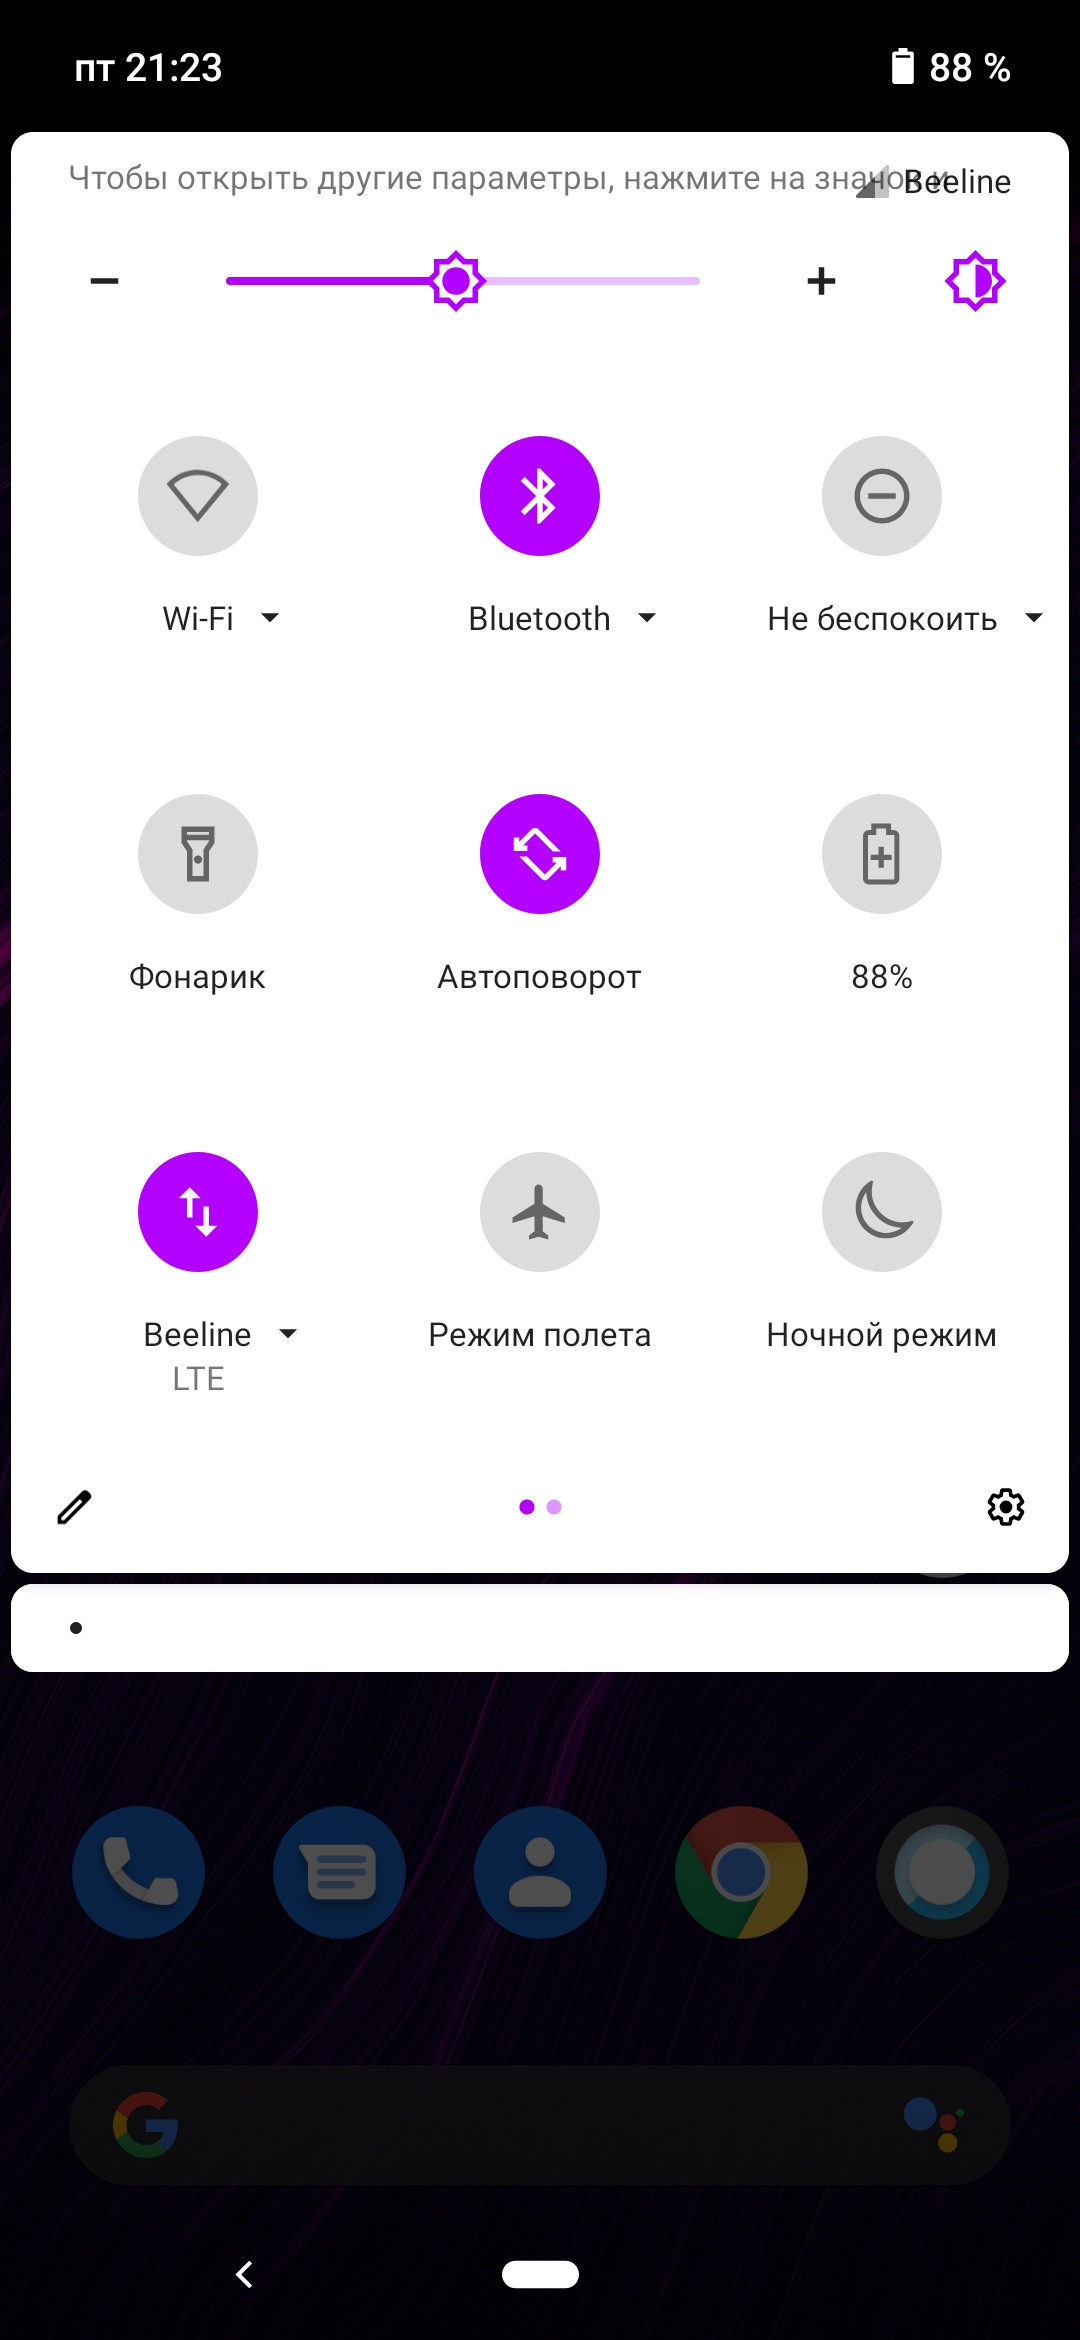 пт 21:23
88 %
Чтобы открыть другие параметры, нажмите на значок и
Beeline
Wi-Fi
Bluetooth
Не беспокоить
Фонарик
Автоповорот
88%
Beeline
Режим полета
Ночной режим
LTE